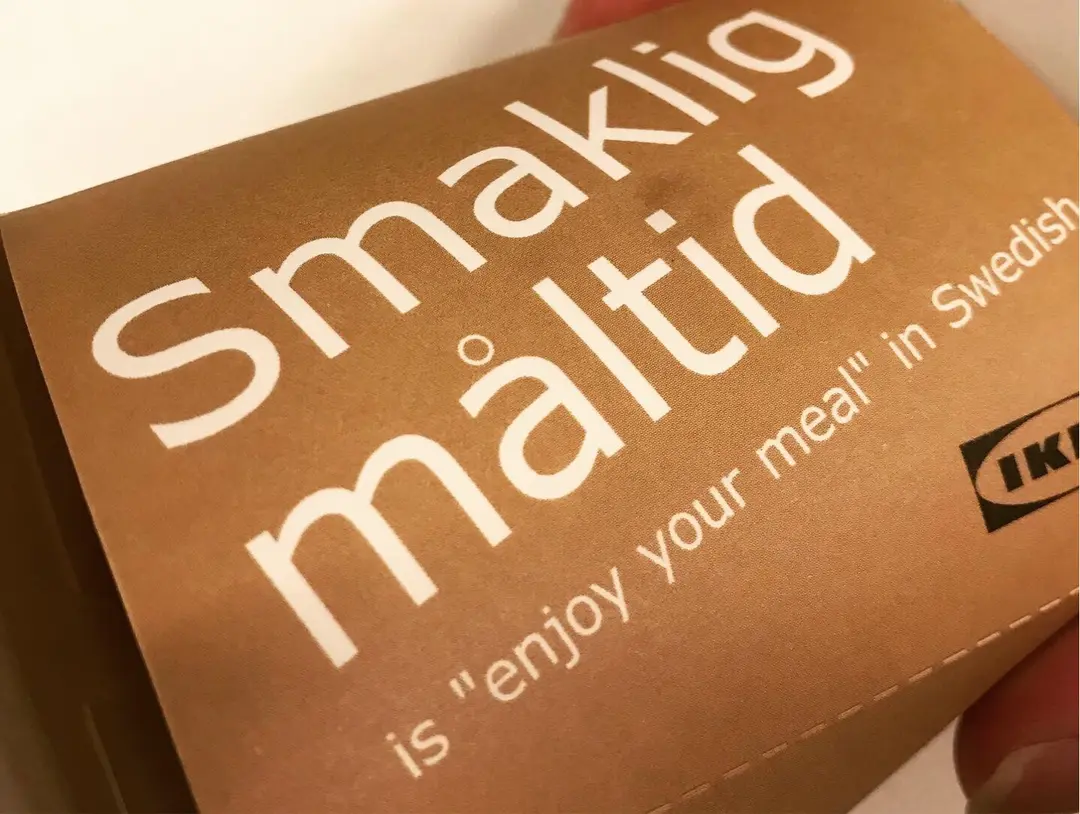 Smaklig
måltid
is "enjoy your meal" in Swedish